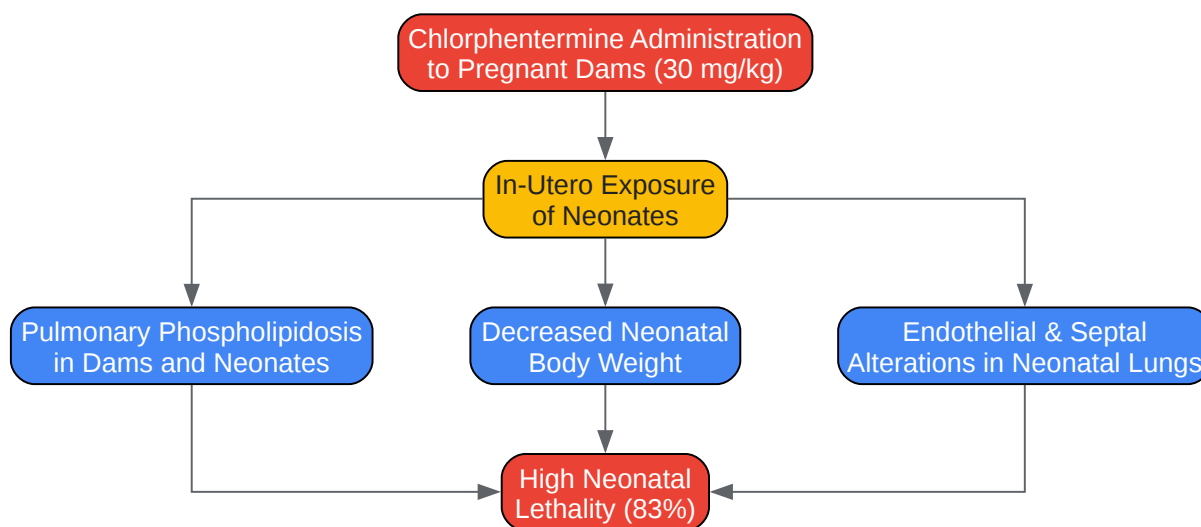 Chlorphentermine Administration
to Pregnant Dams (30 mg/kg)
In-Utero Exposure
of Neonates
Pulmonary Phospholipidosis
in Dams and Neonates
Decreased Neonatal
Body Weight
Endothelial & Septal
Alterations in Neonatal Lungs
High Neonatal
Lethality (83%)